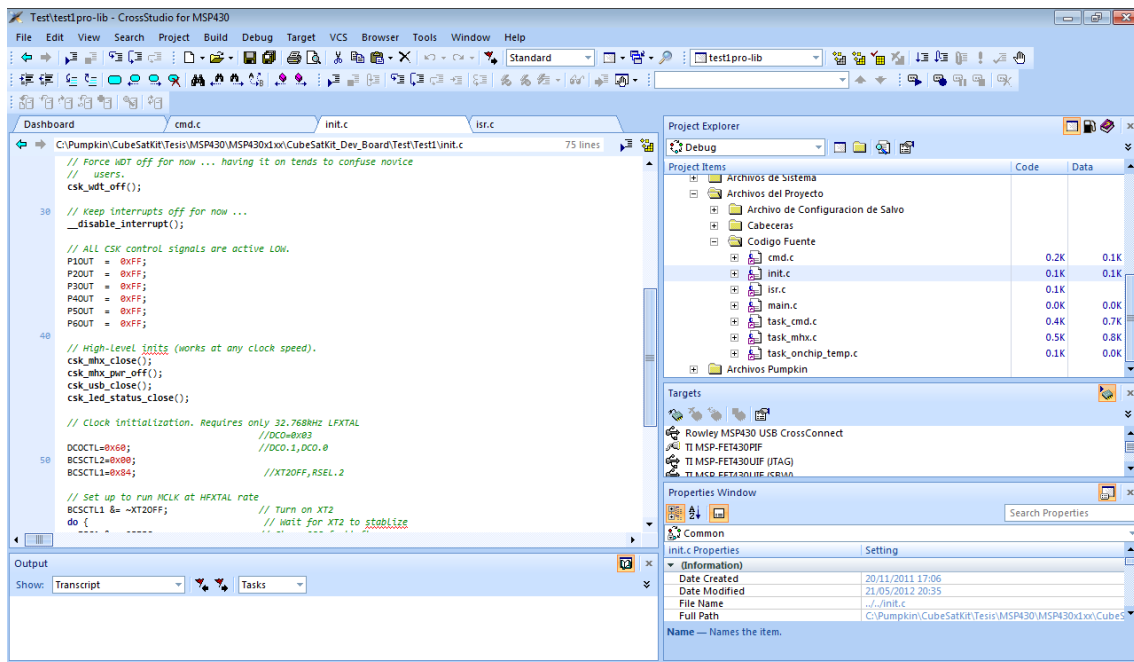 Test\test1pro-lib - CrossStudio for MSP430
File Edit View Search Project Build Debug Target VCS Browser Tools Window Help
Standard
test1pro-lib
Dashboard cmd.c init.c isr.c
C:\Pumpkin\CubeSatKit\Tesis\MSP430\MSP430x1xx\CubeSatKit_Dev_Board\Test\Test1\init.c 75 lines
// Force WDT off for now ... having it on tends to confuse novice
// users.
csk_wdt_off();
30 // Keep interrupts off for now ...
__disable_interrupt();
// All CSK control signals are active LOW.
P1OUT = 0xFF;
P2OUT = 0xFF;
P3OUT = 0xFF;
P4OUT = 0xFF;
P5OUT = 0xFF;
P6OUT = 0xFF;
40
// High-level inits (works at any clock speed).
csk_mhx_close();
csk_mhx_pwr_off();
csk_usb_close();
csk_led_status_close();
// Clock initialization. Requires only 32.768kHz LFXTAL
//DCO=0x03
DCOCTL=0x60; //DCO.1,DCO.0
50 BCSCTL2=0x00;
BCSCTL1=0x84; //XT2OFF,RSEL.2
// Set up to run MCLK at HFXTAL rate
BCSCTL1 &= ~XT2OFF; // Turn on XT2
do { // Wait for XT2 to stablize
Output
Show: Transcript Tasks
Project Explorer
Debug
Project Items Code Data
Archivos de Sistema
Archivos del Proyecto
Archivo de Configuracion de Salvo
Cabeceras
Codigo Fuente
cmd.c 0.2K 0.1K
init.c 0.1K 0.1K
isr.c 0.1K
main.c 0.0K 0.0K
task_cmd.c 0.4K 0.7K
task_mhx.c 0.5K 0.8K
task_onchip_temp.c 0.1K 0.0K
Archivos Pumpkin
Targets
Rowley MSP430 USB CrossConnect
TI MSP-FET430PIF
TI MSP-FET430UIF (JTAG)
TI MSP-FET430UIF (SBW)
Properties Window
Search Properties
Common
init.c Properties Setting
(Information)
Date Created 20/11/2011 17:06
Date Modified 21/05/2012 20:35
File Name ../../init.c
Full Path C:\Pumpkin\CubeSatKit\Tesis\MSP430\MSP430x1xx\CubeS
Name — Names the item.